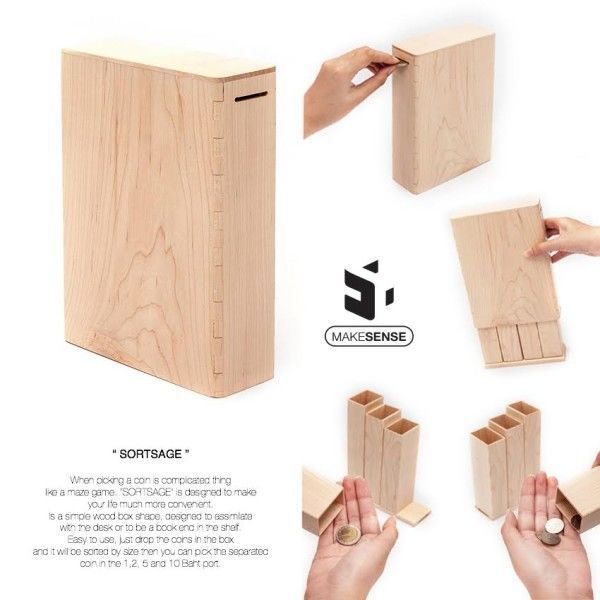 MAKESENSE
“ SORTSAGE ”
When picking a coin is complicated thing
like a maze game. "SORTSAGE" is designed to make
your life much more convenient.
Is a simple wood box shape, designed to assimilate
with the desk or to be a book end in the shelf.
Easy to use, just drop the coins in the box
and it will be sorted by size then you can pick the separated
coin in the 1,2, 5 and 10 Baht port.